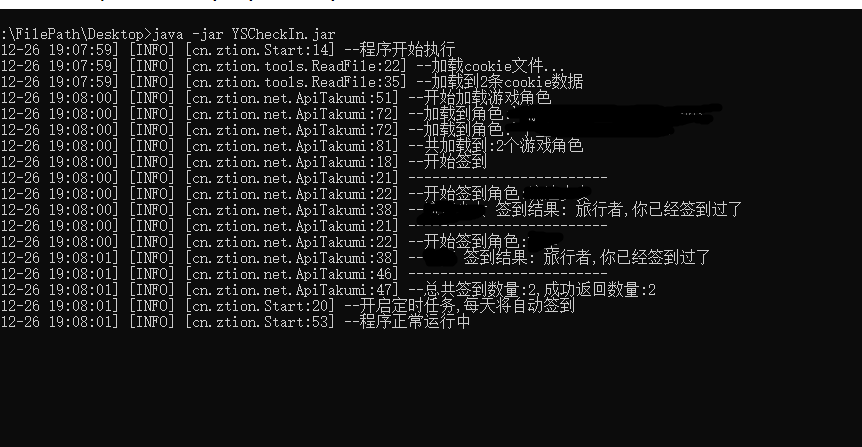 :\FilePath\Desktop>java -jar YSCheckIn.jar
12-26 19:07:59] [INFO] [cn.ztion.Start:14] --程序开始执行
12-26 19:07:59] [INFO] [cn.ztion.tools.ReadFile:22] --加载cookie文件...
12-26 19:07:59] [INFO] [cn.ztion.tools.ReadFile:35] --加载到2条cookie数据
12-26 19:08:00] [INFO] [cn.ztion.net.ApiTakumi:51] --开始加载游戏角色
12-26 19:08:00] [INFO] [cn.ztion.net.ApiTakumi:72] --加载到角色
12-26 19:08:00] [INFO] [cn.ztion.net.ApiTakumi:72] --加载到角色
12-26 19:08:00] [INFO] [cn.ztion.net.ApiTakumi:81] --共加载到:2个游戏角色
12-26 19:08:00] [INFO] [cn.ztion.net.ApiTakumi:18] --开始签到
12-26 19:08:00] [INFO] [cn.ztion.net.ApiTakumi:21] -------------------------
12-26 19:08:00] [INFO] [cn.ztion.net.ApiTakumi:22] --开始签到角色
12-26 19:08:00] [INFO] [cn.ztion.net.ApiTakumi:38] -- 签到结果: 旅行者,你已经签到过了
12-26 19:08:00] [INFO] [cn.ztion.net.ApiTakumi:21] -------------------------
12-26 19:08:00] [INFO] [cn.ztion.net.ApiTakumi:22] --开始签到角色:
12-26 19:08:01] [INFO] [cn.ztion.net.ApiTakumi:38] -- 签到结果: 旅行者,你已经签到过了
12-26 19:08:01] [INFO] [cn.ztion.net.ApiTakumi:46] -------------------------
12-26 19:08:01] [INFO] [cn.ztion.net.ApiTakumi:47] --总共签到数量:2,成功返回数量:2
12-26 19:08:01] [INFO] [cn.ztion.Start:20] --开启定时任务,每天将自动签到
12-26 19:08:01] [INFO] [cn.ztion.Start:53] --程序正常运行中